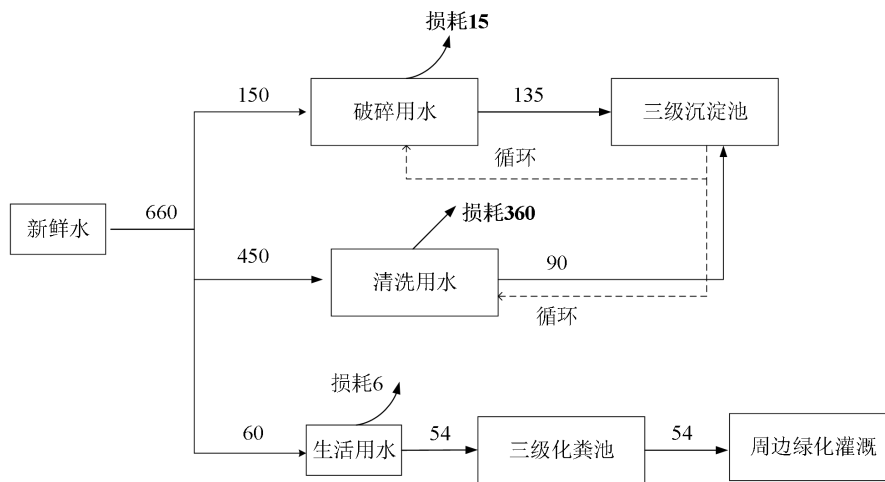 损耗15
150
破碎用水
135
三级沉淀池
循环
新鲜水
660
损耗360
450
清洗用水
90
循环
损耗6
60
生活用水
54
三级化粪池
54
周边绿化灌溉